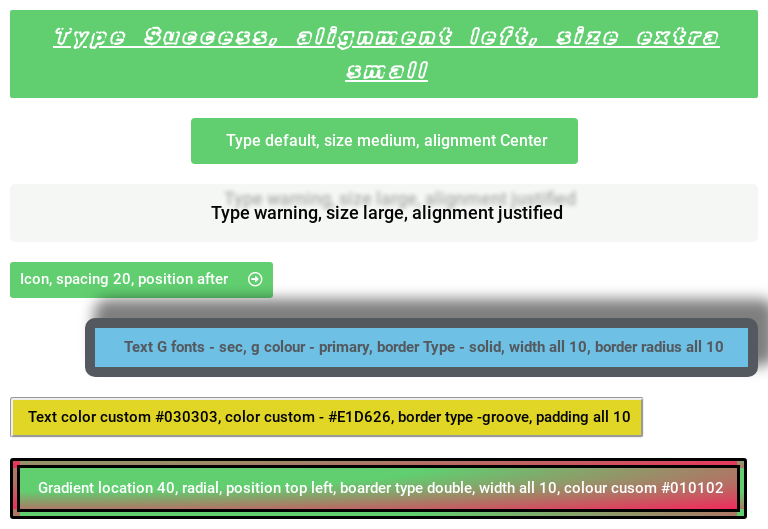 Type Success, alignment left, size extra
small
Type default, size medium, alignment Center
Type warning, size large, alignment justified
Type warning, size large, alignment justified
Icon, spacing 20, position after
Text G fonts - sec, g colour - primary, border Type - solid, width all 10, border radius all 10
Text color custom #030303, color custom - #E1D626, border type -groove, padding all 10
Gradient location 40, radial, position top left, boarder type double, width all 10, colour cusom #010102